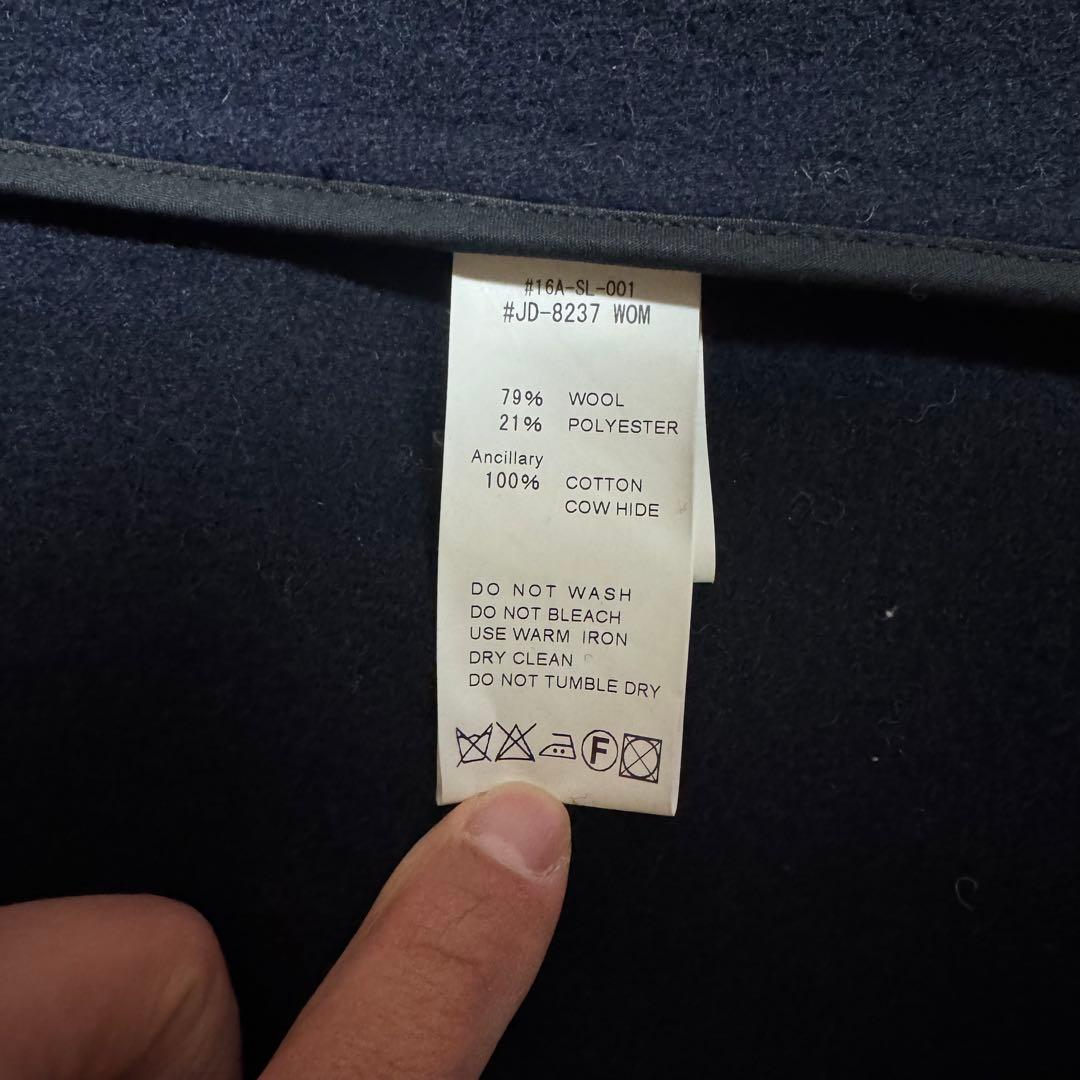 #16A-SL-001
#JD-8237 WOM
79% WOOL
21% POLYESTER
Ancillary
100% COTTON
COW HIDE
DO NOT WASH
DO NOT BLEACH
USE WARM IRON
DRY CLEAN
DO NOT TUMBLE DRY
F